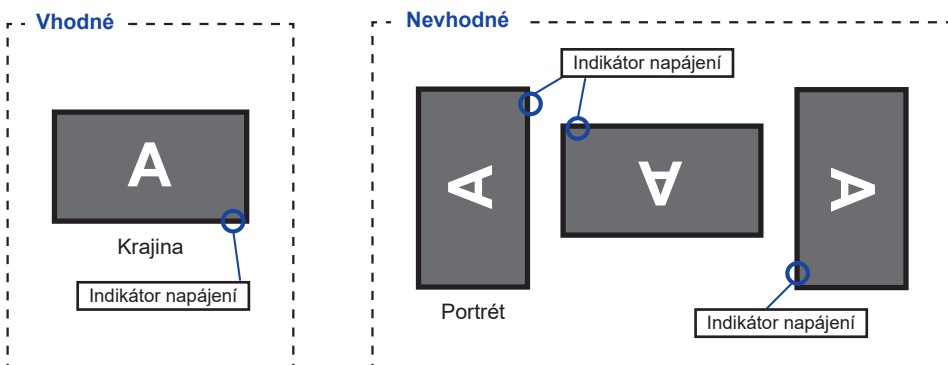 Vhodné
A
Krajina
Indikátor napájení
Nevhodné
Indikátor napájení
A
A
A
Portrét
Indikátor napájení